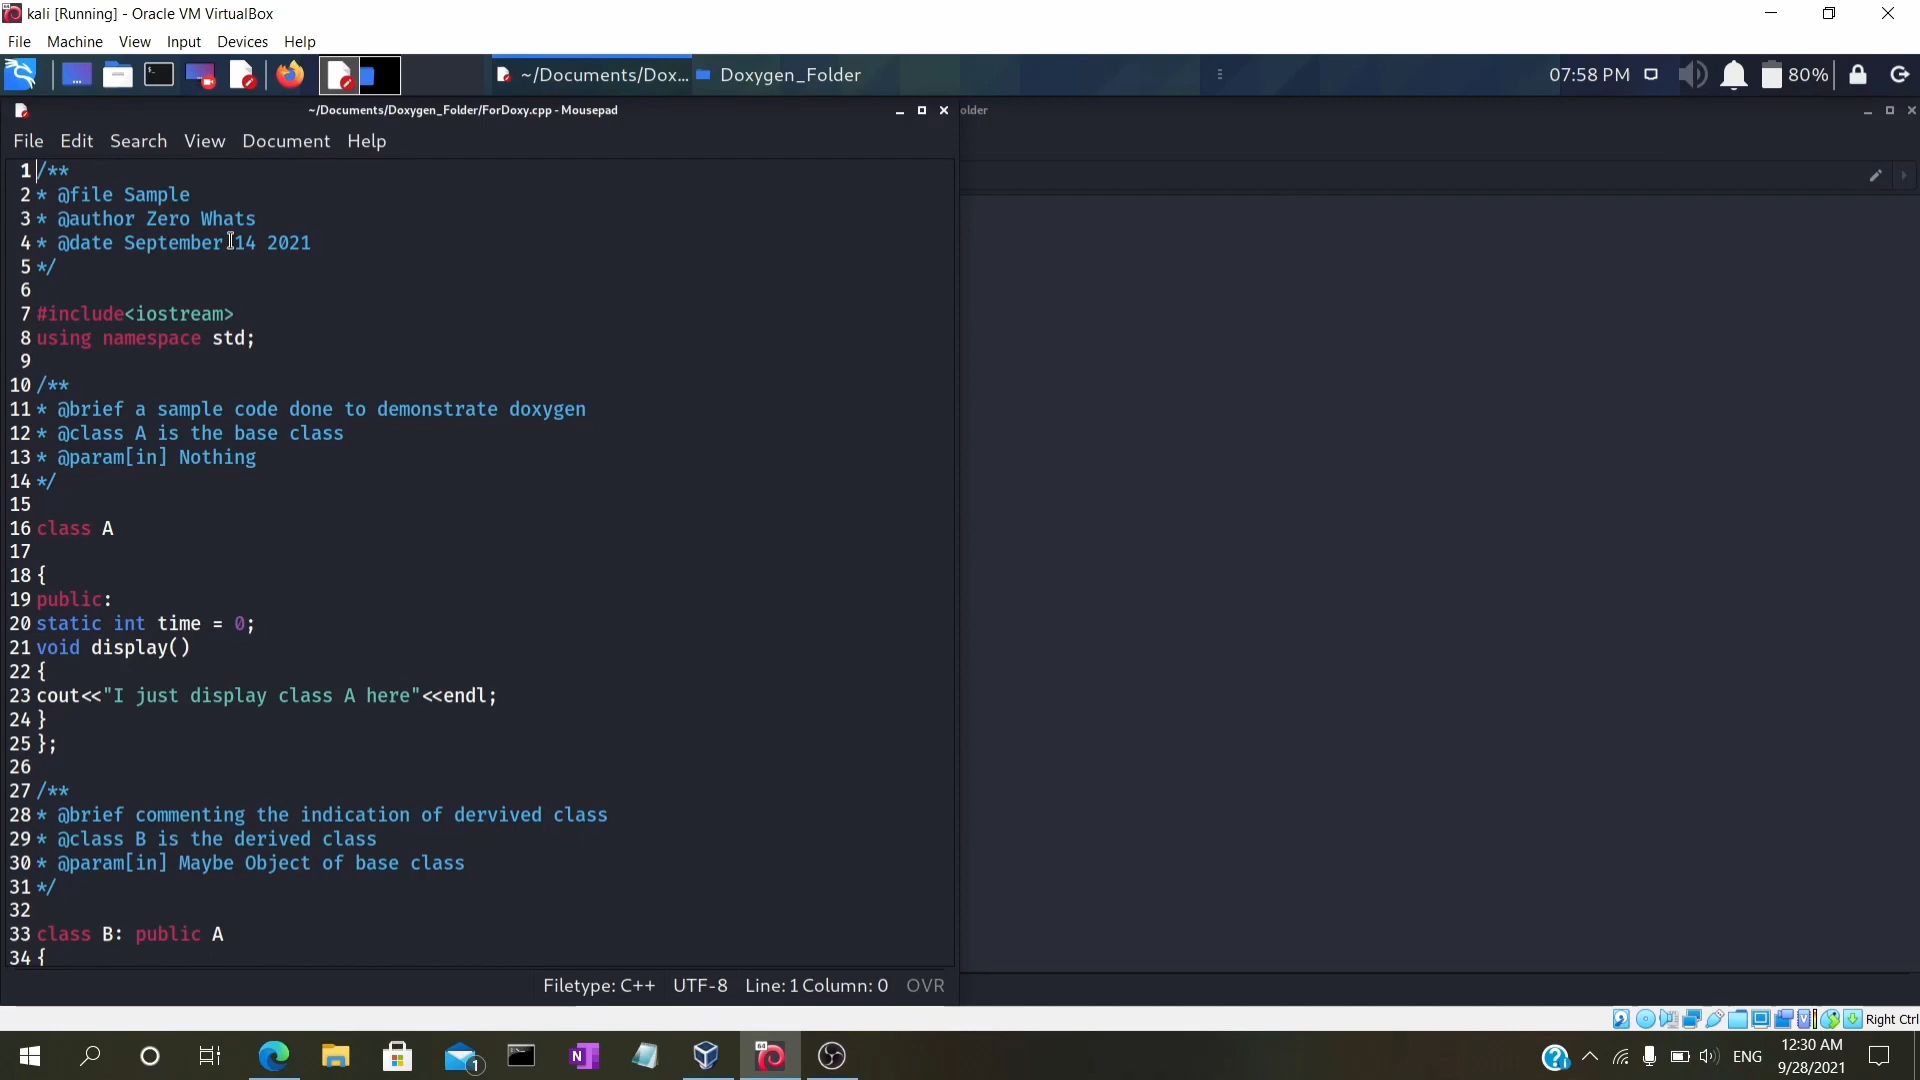 kali [Running] - Oracle VM VirtualBox
File Machine View Input Devices Help
~/Documents/Dox... Doxygen_Folder 07:58 PM 80%
~/Documents/Doxygen_Folder/ForDoxy.cpp - Mousepad
older
File Edit Search View Document Help
1 /**
2 * @file Sample
3 * @author Zero Whats
4 * @date September 14 2021
5 */
6
7 #include<iostream>
8 using namespace std;
9
10 /**
11 * @brief a sample code done to demonstrate doxygen
12 * @class A is the base class
13 * @param[in] Nothing
14 */
15
16 class A
17
18 {
19 public:
20 static int time = 0;
21 void display()
22 {
23 cout<<"I just display class A here"<<endl;
24 }
25 };
26
27 /**
28 * @brief commenting the indication of dervived class
29 * @class B is the derived class
30 * @param[in] Maybe Object of base class
31 */
32
33 class B: public A
34 {
Filetype: C++ UTF-8 Line: 1 Column: 0 OVR
Right Ctrl
1
64
ENG
12:30 AM
9/28/2021